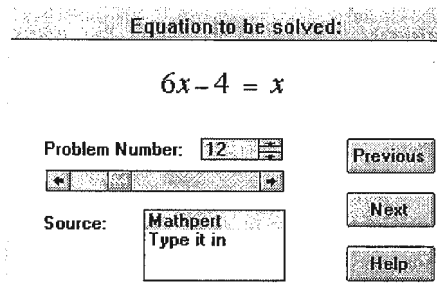 Equation to be solved:
6x – 4 = x
Problem Number: 12
Previous
Source:
Mathpert
Type it in
Next
Help